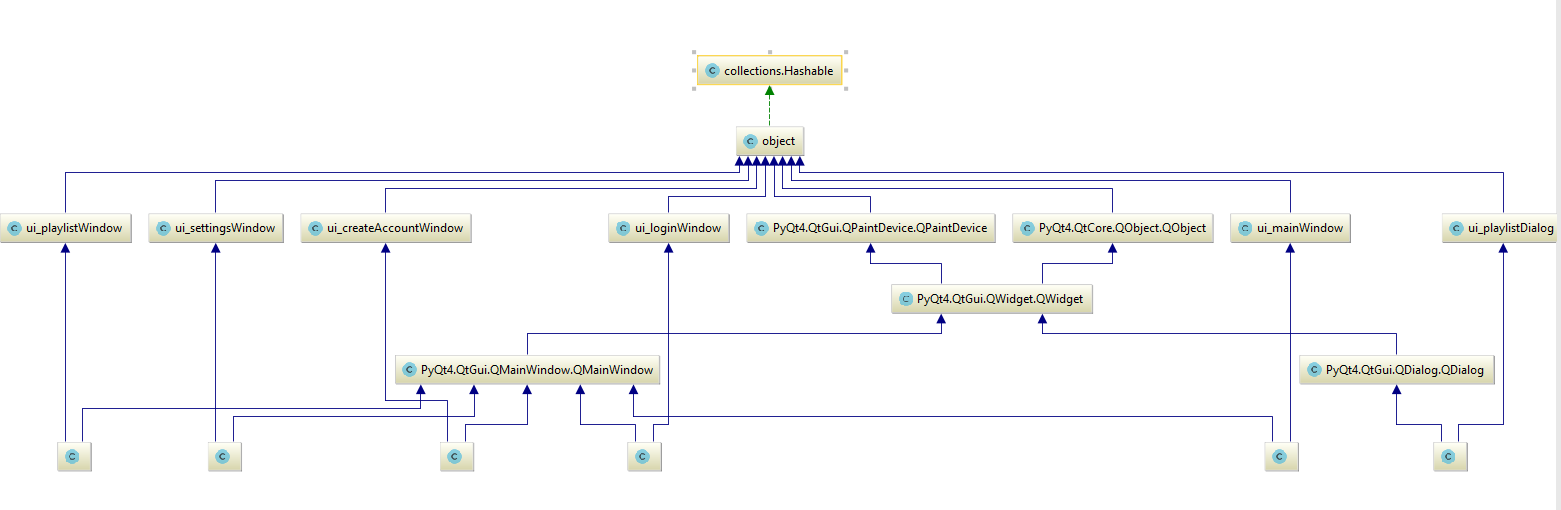 C collections.Hashable
C object
C ui_playlistWindow
C ui_settingsWindow
C ui_createAccountWindow
C ui_loginWindow
C PyQt4.QtGui.QPaintDevice.QPaintDevice
C PyQt4.QtCore.QObject.QObject
C ui_mainWindow
C ui_playlistDialog
C PyQt4.QtGui.QWidget.QWidget
C PyQt4.QtGui.QMainWindow.QMainWindow
C PyQt4.QtGui.QDialog.QDialog
C
C
C
C
C
C